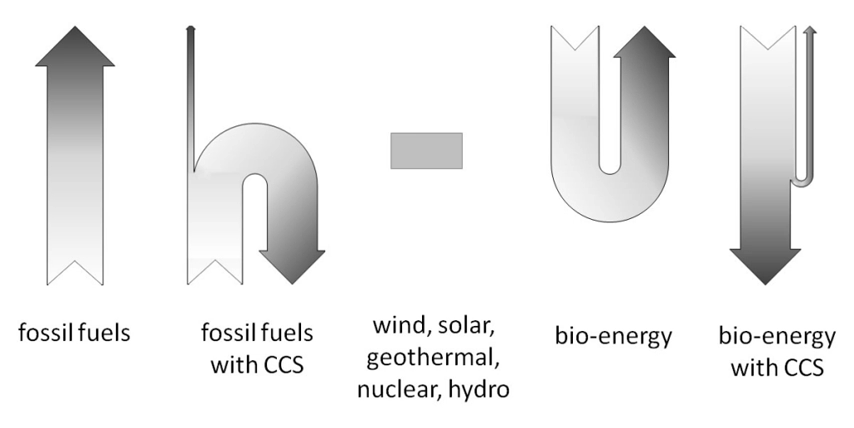 fossil fuels
fossil fuels
with CCS
wind, solar,
geothermal,
nuclear, hydro
bio-energy
bio-energy
with CCS